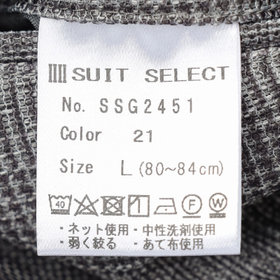 SUIT SELECT
No. SSG2451
Color 21
Size L (80~84cm)
40 F W
・ネット使用 ・中性洗剤使用
・弱く絞る ・あて布使用